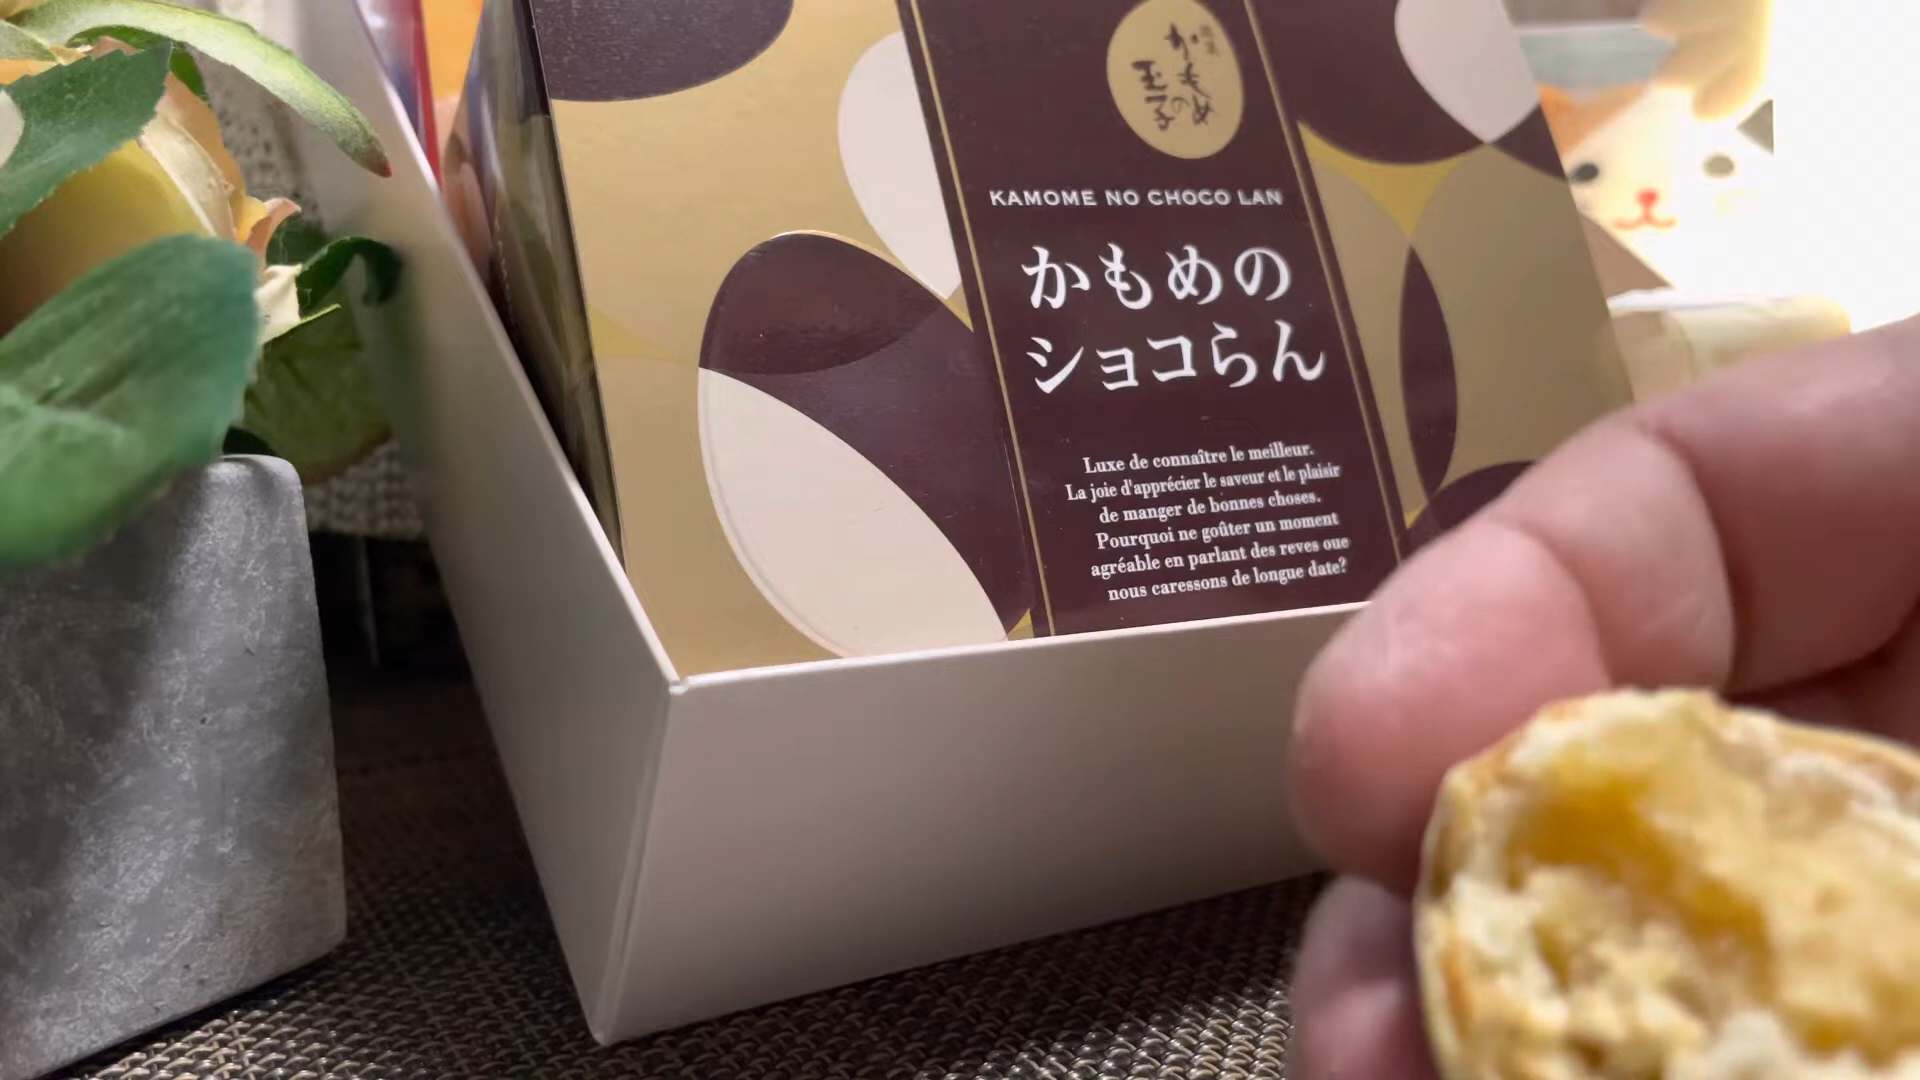 かもめの
玉子
KAMOME NO CHOCO LAN
かもめの
ショコらん
Luxe de connaître le meilleur.
La joie d'apprécier le saveur et le plaisir
de manger de bonnes choses.
Pourquoi ne goûter un moment
agréable en parlant des reves oue
nous caressons de longue date?